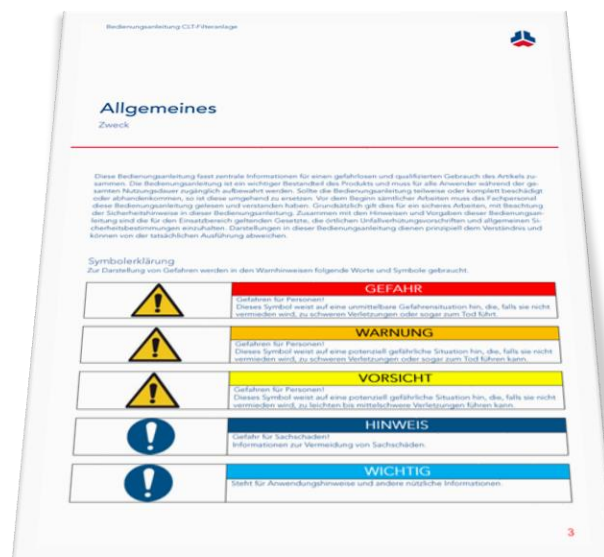 Bedienungsanleitung CLT-Filteranlage
Allgemeines
Zweck
Diese Bedienungsanleitung fasst zentrale Informationen für einen gefahrlosen und qualifizierten Gebrauch des Artikels zu-
sammen. Die Bedienungsanleitung ist ein wichtiger Bestandteil des Produkts und muss für alle Anwender während der ge-
samten Nutzungsdauer zugänglich aufbewahrt werden. Sollte die Bedienungsanleitung teilweise oder komplett beschädigt
oder abhandenkommen, so ist diese umgehend zu ersetzen. Vor dem Beginn sämtlicher Arbeiten muss das Fachpersonal
diese Bedienungsanleitung gelesen und verstanden haben. Grundsätzlich gilt dies für ein sicheres Arbeiten, mit Beachtung
der Sicherheitshinweise in dieser Bedienungsanleitung. Zusammen mit den Hinweisen und Vorgaben dieser Bedienungsan-
leitung sind die für den Einsatzbereich geltenden Gesetze, die örtlichen Unfallverhütungsvorschriften und allgemeinen Si-
cherheitsbestimmungen einzuhalten. Darstellungen in dieser Bedienungsanleitung dienen prinzipiell dem Verständnis und
können von der tatsächlichen Ausführung abweichen.
Symbolerklärung
Zur Darstellung von Gefahren werden in den Warnhinweisen folgende Worte und Symbole gebraucht.
GEFAHR
Gefahren für Personen!
Dieses Symbol weist auf eine unmittelbare Gefahrensituation hin, die, falls sie nicht
vermieden wird, zu schweren Verletzungen oder sogar zum Tod führt.
WARNUNG
Gefahren für Personen!
Dieses Symbol weist auf eine potenziell gefährliche Situation hin, die, falls sie nicht
vermieden wird, zu schweren Verletzungen oder sogar zum Tod führen kann.
VORSICHT
Gefahren für Personen!
Dieses Symbol weist auf eine potenziell gefährliche Situation hin, die, falls sie nicht
vermieden wird, zu leichten bis mittelschwere Verletzungen führen kann.
HINWEIS
Gefahr für Sachschäden!
Informationen zur Vermeidung von Sachschäden.
WICHTIG
Steht für Anwendungshinweise und andere nützliche Informationen.
3